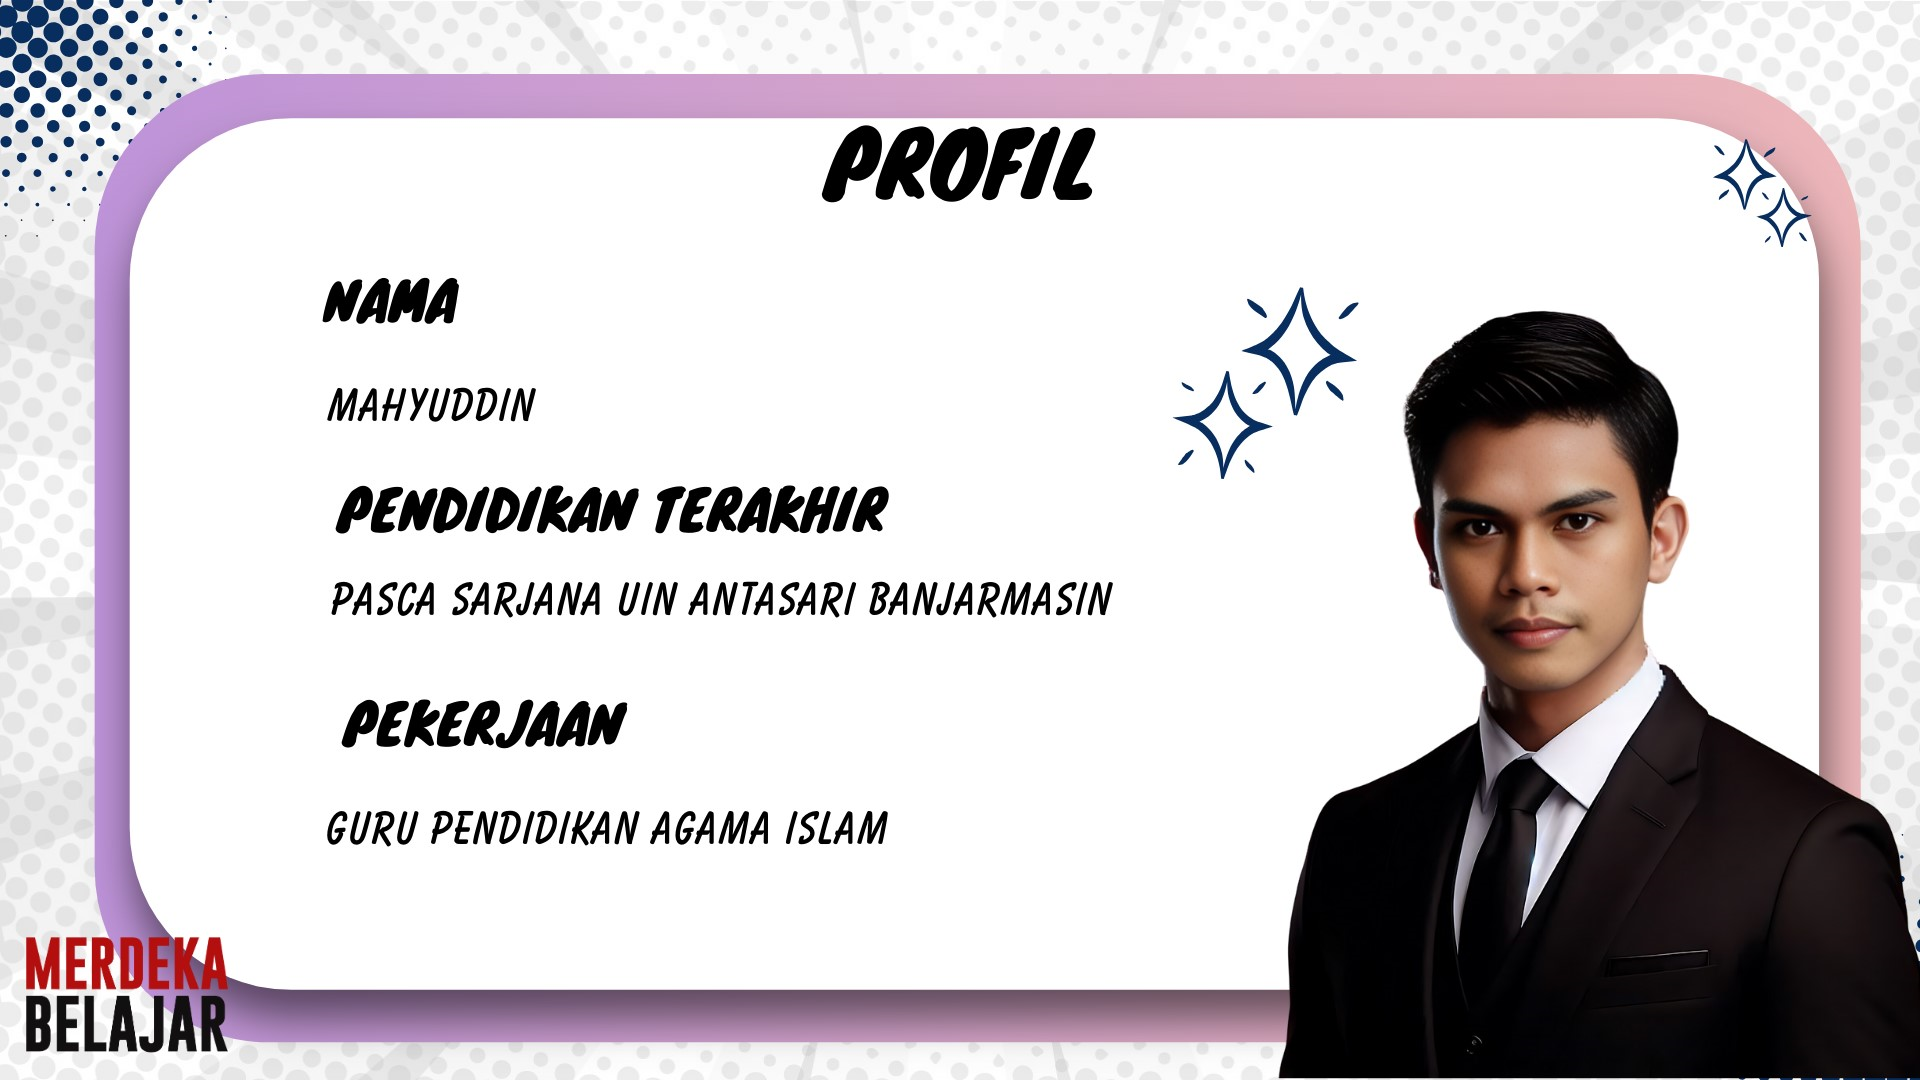 PROFIL
NAMA
MAHYUDDIN
PENDIDIKAN TERAKHIR
PASCA SARJANA UIN ANTASARI BANJARMASIN
PEKERJAAN
GURU PENDIDIKAN AGAMA ISLAM
MERDEKA
BELAJAR